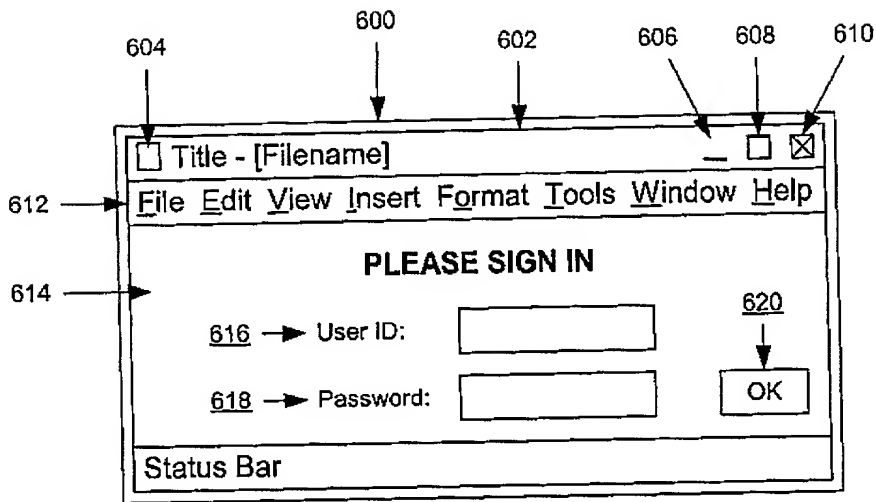 600
604 602 606 608 610
Title - [Filename]
612 File Edit View Insert Format Tools Window Help
PLEASE SIGN IN
614
620
616 User ID:
618 Password: OK
Status Bar